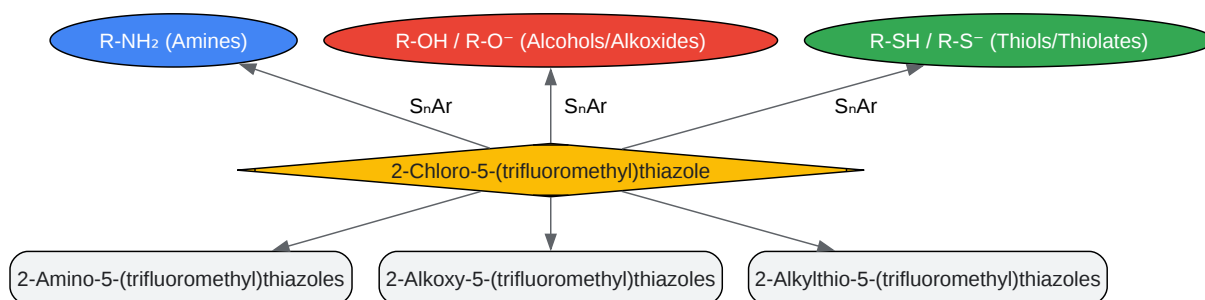 R-NH₂ (Amines)
R-OH / R-O⁻ (Alcohols/Alkoxides)
R-SH / R-S⁻ (Thiols/Thiolates)
SₙAr
SₙAr
SₙAr
2-Chloro-5-(trifluoromethyl)thiazole
2-Amino-5-(trifluoromethyl)thiazoles
2-Alkoxy-5-(trifluoromethyl)thiazoles
2-Alkylthio-5-(trifluoromethyl)thiazoles